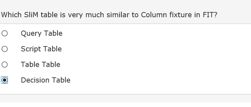 Which SliM table is very much similar to Column fixture in FIT?
Query Table
Script Table
Table Table
Decision Table